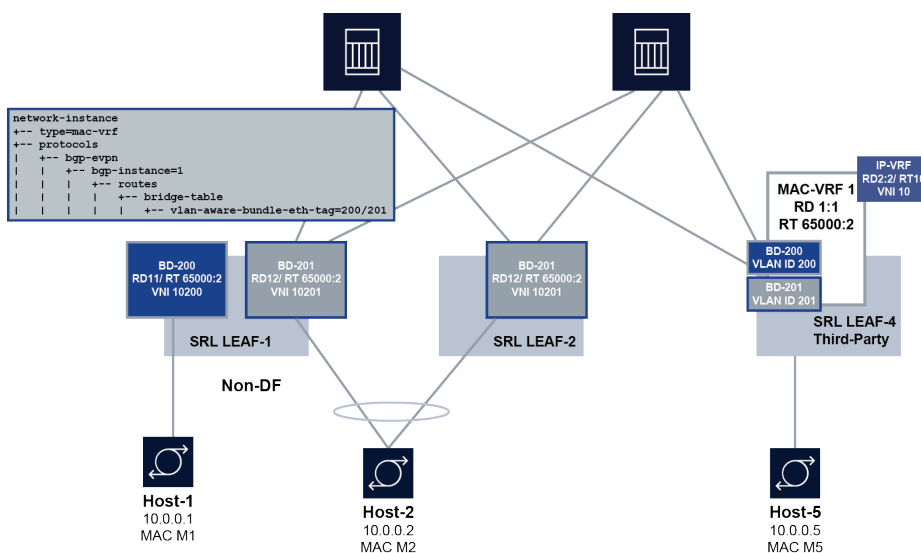 network-instance
+-- type=mac-vrf
+-- protocols
|   +-- bgp-evpn
|   |   +-- bgp-instance=1
|   |   |   +-- routes
|   |   |   |   +-- bridge-table
|   |   |   |   |   +-- vlan-aware-bundle-eth-tag=200/201
IP-VRF
RD2:2/ RT10
VNI 10
MAC-VRF 1
RD 1:1
RT 65000:2
BD-200
VLAN ID 200
BD-201
VLAN ID 201
SRL LEAF-4
Third-Party
BD-200
RD11/ RT 65000:2
VNI 10200
BD-201
RD12/ RT 65000:2
VNI 10201
SRL LEAF-1
BD-201
RD12/ RT 65000:2
VNI 10201
SRL LEAF-2
Non-DF
Host-1
10.0.0.1
MAC M1
Host-2
10.0.0.2
MAC M2
Host-5
10.0.0.5
MAC M5